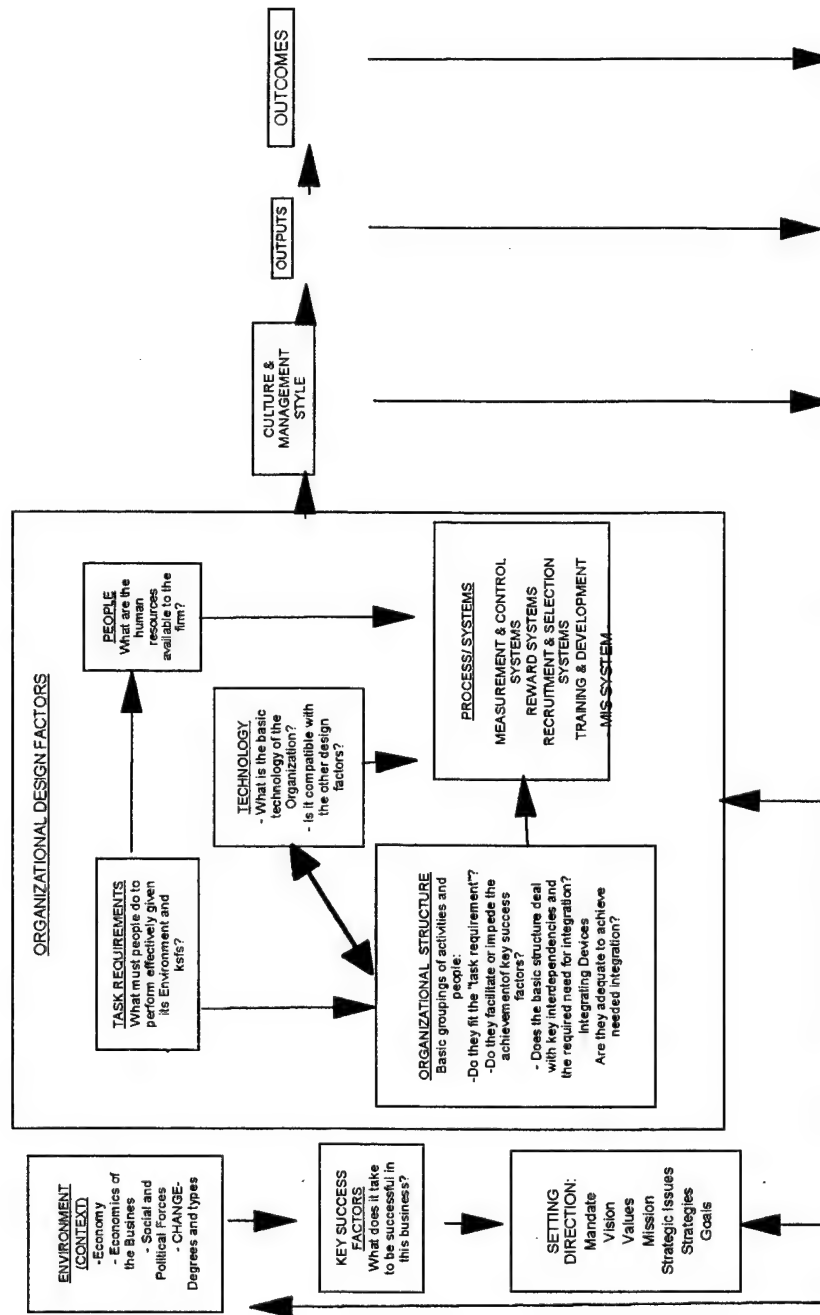 ENVIRONMENT
(CONTEXT)
-Economy
- Economics of
the Busines
- Social and
Political Forces
- CHANGE-
Degrees and types
KEY SUCCESS
FACTORS
What does it take
to be successful in
this business?
SETTING
DIRECTION:
Mandate
Vision
Values
Mission
Strategic Issues
Strategies
Goals
ORGANIZATIONAL DESIGN FACTORS
TASK REQUIREMENTS
What must people do to
perform effectively given
its Environment and
ksfs?
PEOPLE
What are the
human
resources
available to the
firm?
TECHNOLOGY
- What is the basic
technology of the
Organization?
- Is it compatible with
the other design
factors?
ORGANIZATIONAL STRUCTURE
Basic groupings of activities and
people:
-Do they fit the "task requirement"?
-Do they facilitate or impede the
achievementof key success
factors?
- Does the basic structure deal
with key interdependencies and
the required need for integration?
Integrating Devices
Are they adequate to achieve
needed integration?
PROCESS/ SYSTEMS
MEASUREMENT & CONTROL
SYSTEMS
REWARD SYSTEMS
RECRUITMENT & SELECTION
SYSTEMS
TRAINING & DEVELOPMENT
- MIS SYSTEM
CULTURE &
MANAGEMENT
STYLE
OUTPUTS
OUTCOMES